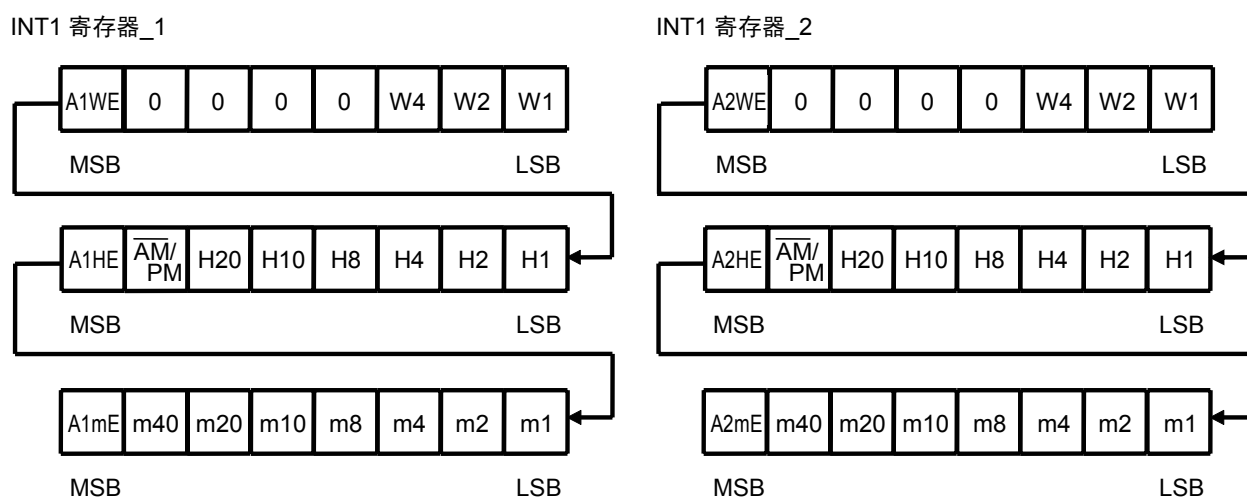 INT1 寄存器_1
A1WE 0 0 0 0 W4 W2 W1
MSB LSB
A1HE AM/PM H20 H10 H8 H4 H2 H1
MSB LSB
A1mE m40 m20 m10 m8 m4 m2 m1
MSB LSB
INT1 寄存器_2
A2WE 0 0 0 0 W4 W2 W1
MSB LSB
A2HE AM/PM H20 H10 H8 H4 H2 H1
MSB LSB
A2mE m40 m20 m10 m8 m4 m2 m1
MSB LSB